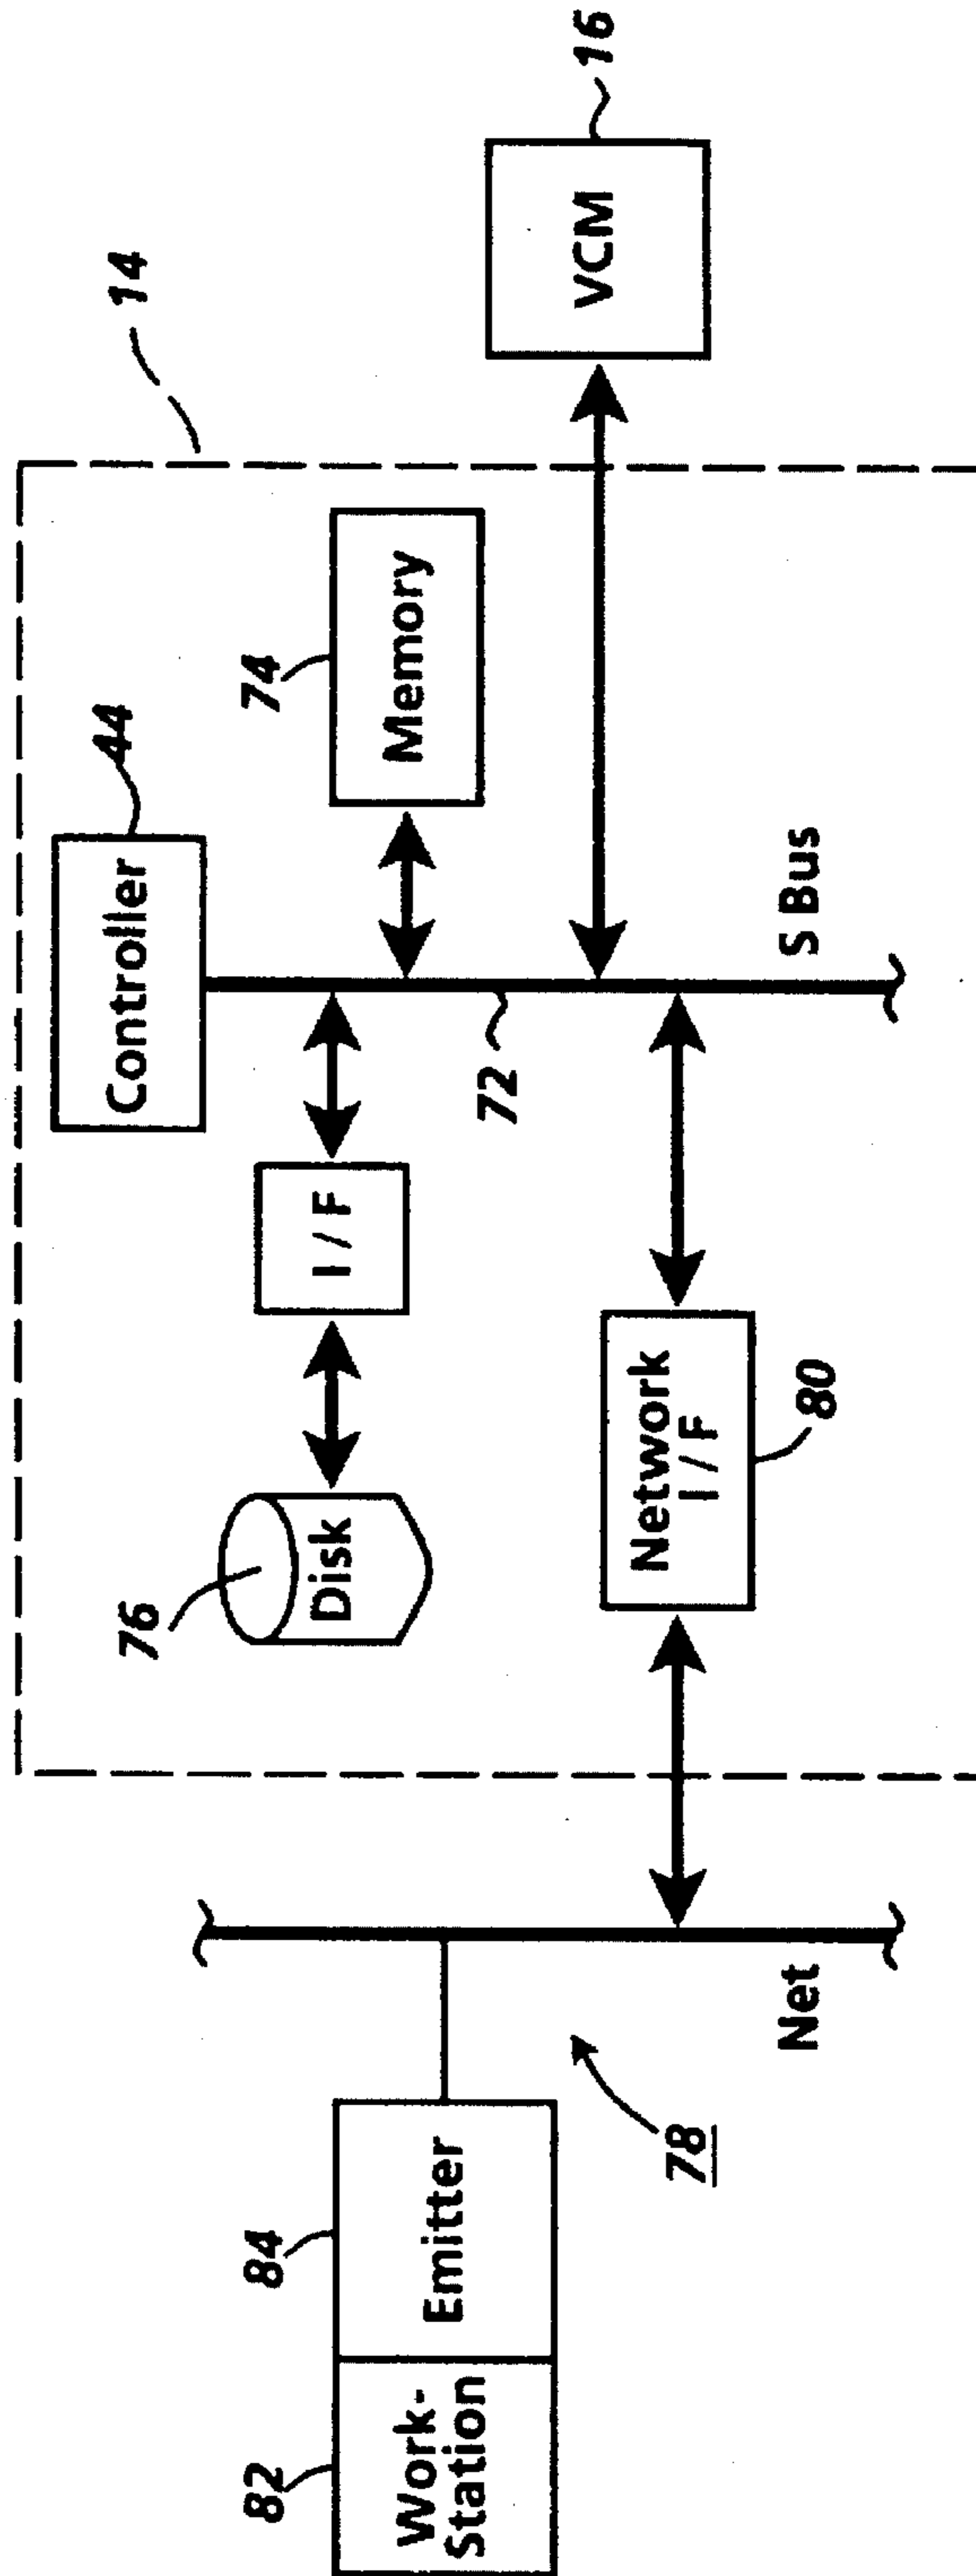 14
44
Controller
74
Memory
16
VCM
76
Disk
I / F
72
S Bus
Network
I / F
80
82
84
Work-
Station
Emitter
78
Net